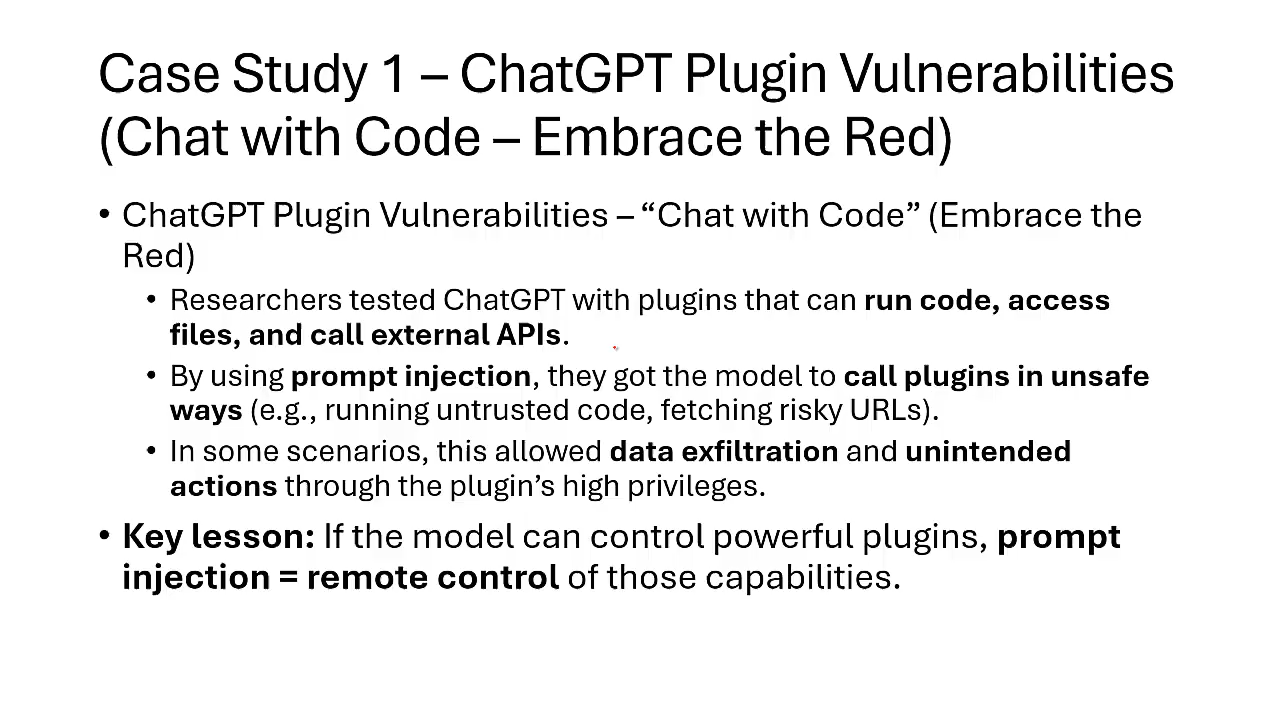 Case Study 1 – ChatGPT Plugin Vulnerabilities
(Chat with Code – Embrace the Red)
• ChatGPT Plugin Vulnerabilities – “Chat with Code” (Embrace the
Red)
• Researchers tested ChatGPT with plugins that can run code, access
files, and call external APIs.
• By using prompt injection, they got the model to call plugins in unsafe
ways (e.g., running untrusted code, fetching risky URLs).
• In some scenarios, this allowed data exfiltration and unintended
actions through the plugin’s high privileges.
• Key lesson: If the model can control powerful plugins, prompt
injection = remote control of those capabilities.